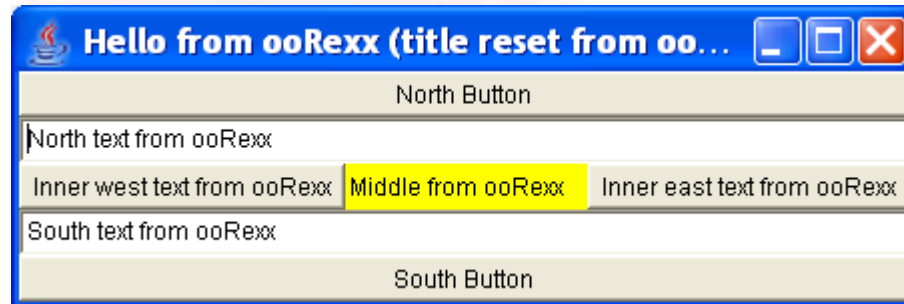 Hello from ooRexx (title reset from oo...
North Button
North text from ooRexx
Inner west text from ooRexx Middle from ooRexx Inner east text from ooRexx
South text from ooRexx
South Button